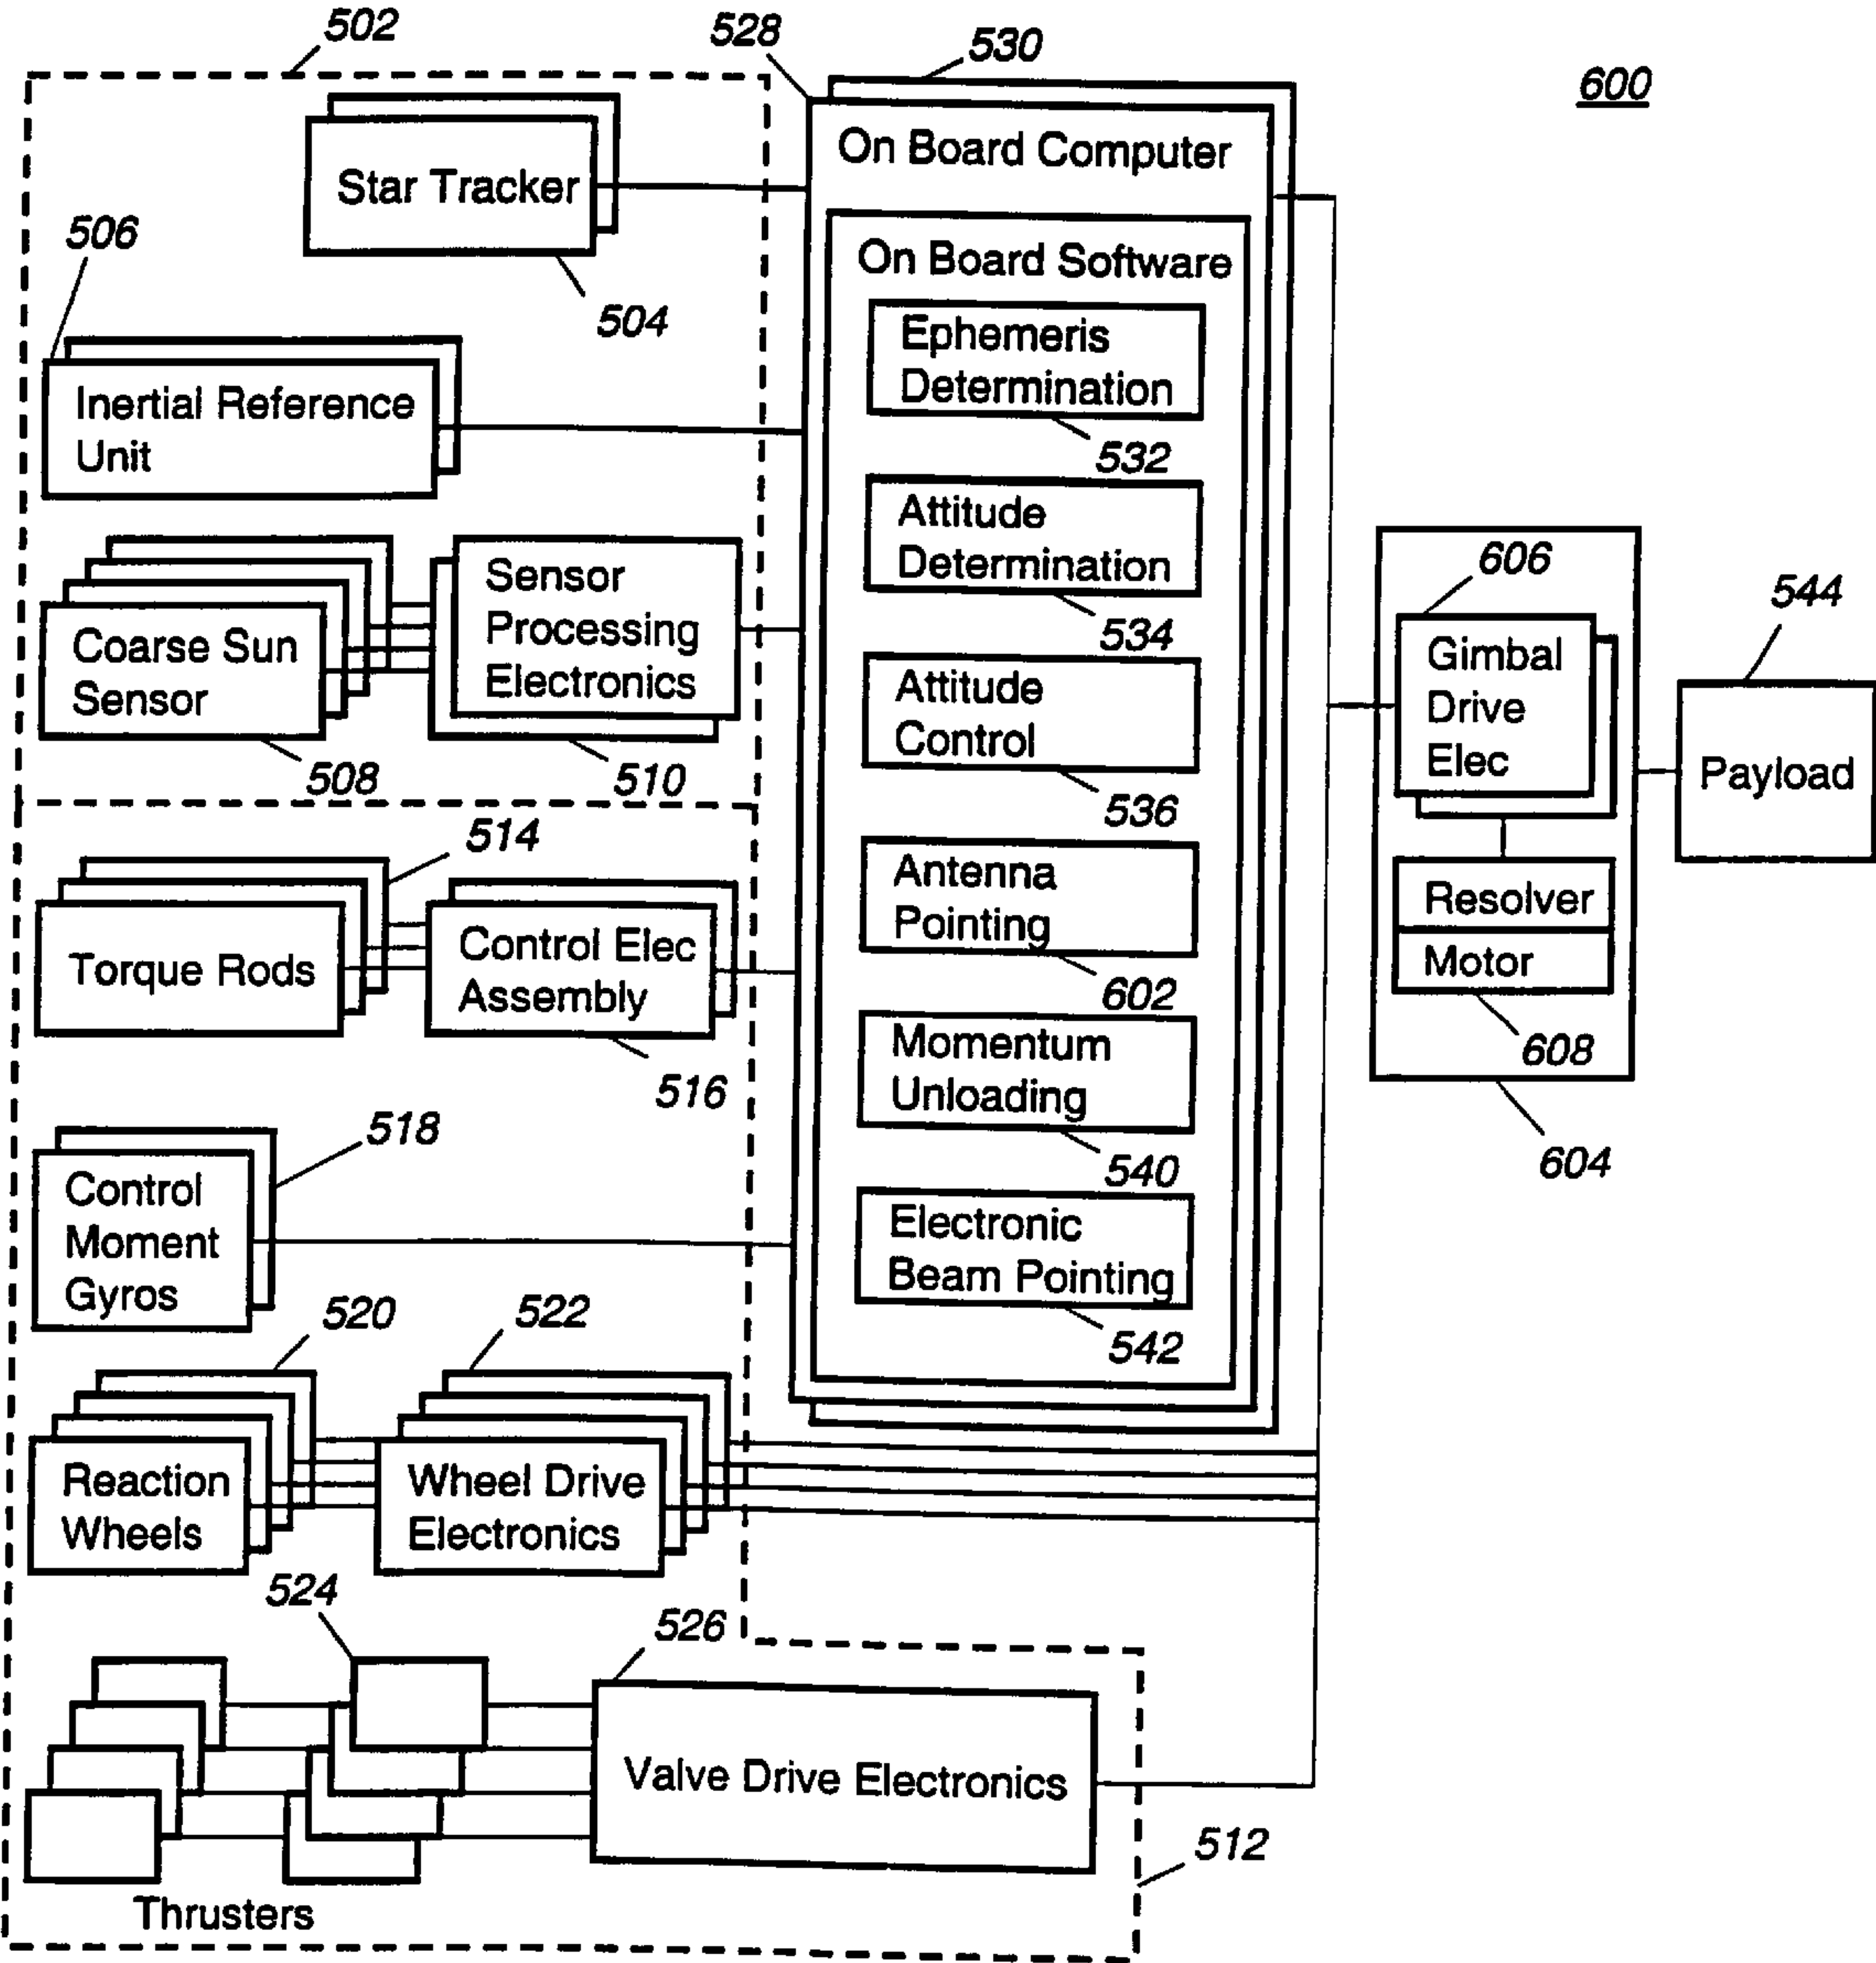 502
528
530
600
On Board Computer
Star Tracker
504
506
On Board Software
Ephemeris
Determination
532
Inertial Reference
Unit
Attitude
Determination
534
Sensor
Processing
Electronics
510
Coarse Sun
Sensor
508
Attitude
Control
536
606
Gimbal
Drive
Elec
544
Payload
514
Torque Rods
Control Elec
Assembly
516
Antenna
Pointing
602
Resolver
Motor
608
604
Momentum
Unloading
540
518
Control
Moment
Gyros
Electronic
Beam Pointing
542
520
522
Reaction
Wheels
Wheel Drive
Electronics
524
526
Valve Drive Electronics
512
Thrusters